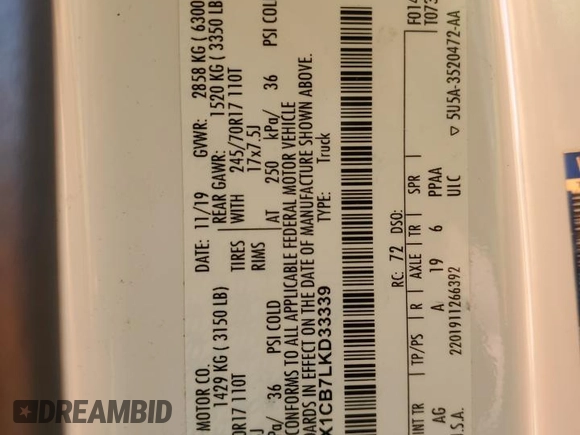 MOTOR CO. DATE: 11/19 GVWR: 2858 KG ( 6300
1429 KG ( 3150 LB) REAR GAWR: 1520 KG ( 3350 LB)
70R17 110T TIRES WITH 245/70R17 110T
J RIMS 17x7.5J
kPa/ 36 PSI COLD AT 250 kPa/ 36 PSI COL
CONFORMS TO ALL APPLICABLE FEDERAL MOTOR VEHICLE
ARDS IN EFFECT ON THE DATE OF MANUFACTURE SHOWN ABOVE.
X1CB7LKD33339 TYPE: Truck
F014
T073
RC: 72 DSO:
INT TR TP/PS R AXLE TR SPR
AG A 19 6 PPAA
ULC
S.A. 2201911266392 ▽ 5U5A-3520472-AA
DREAMBID